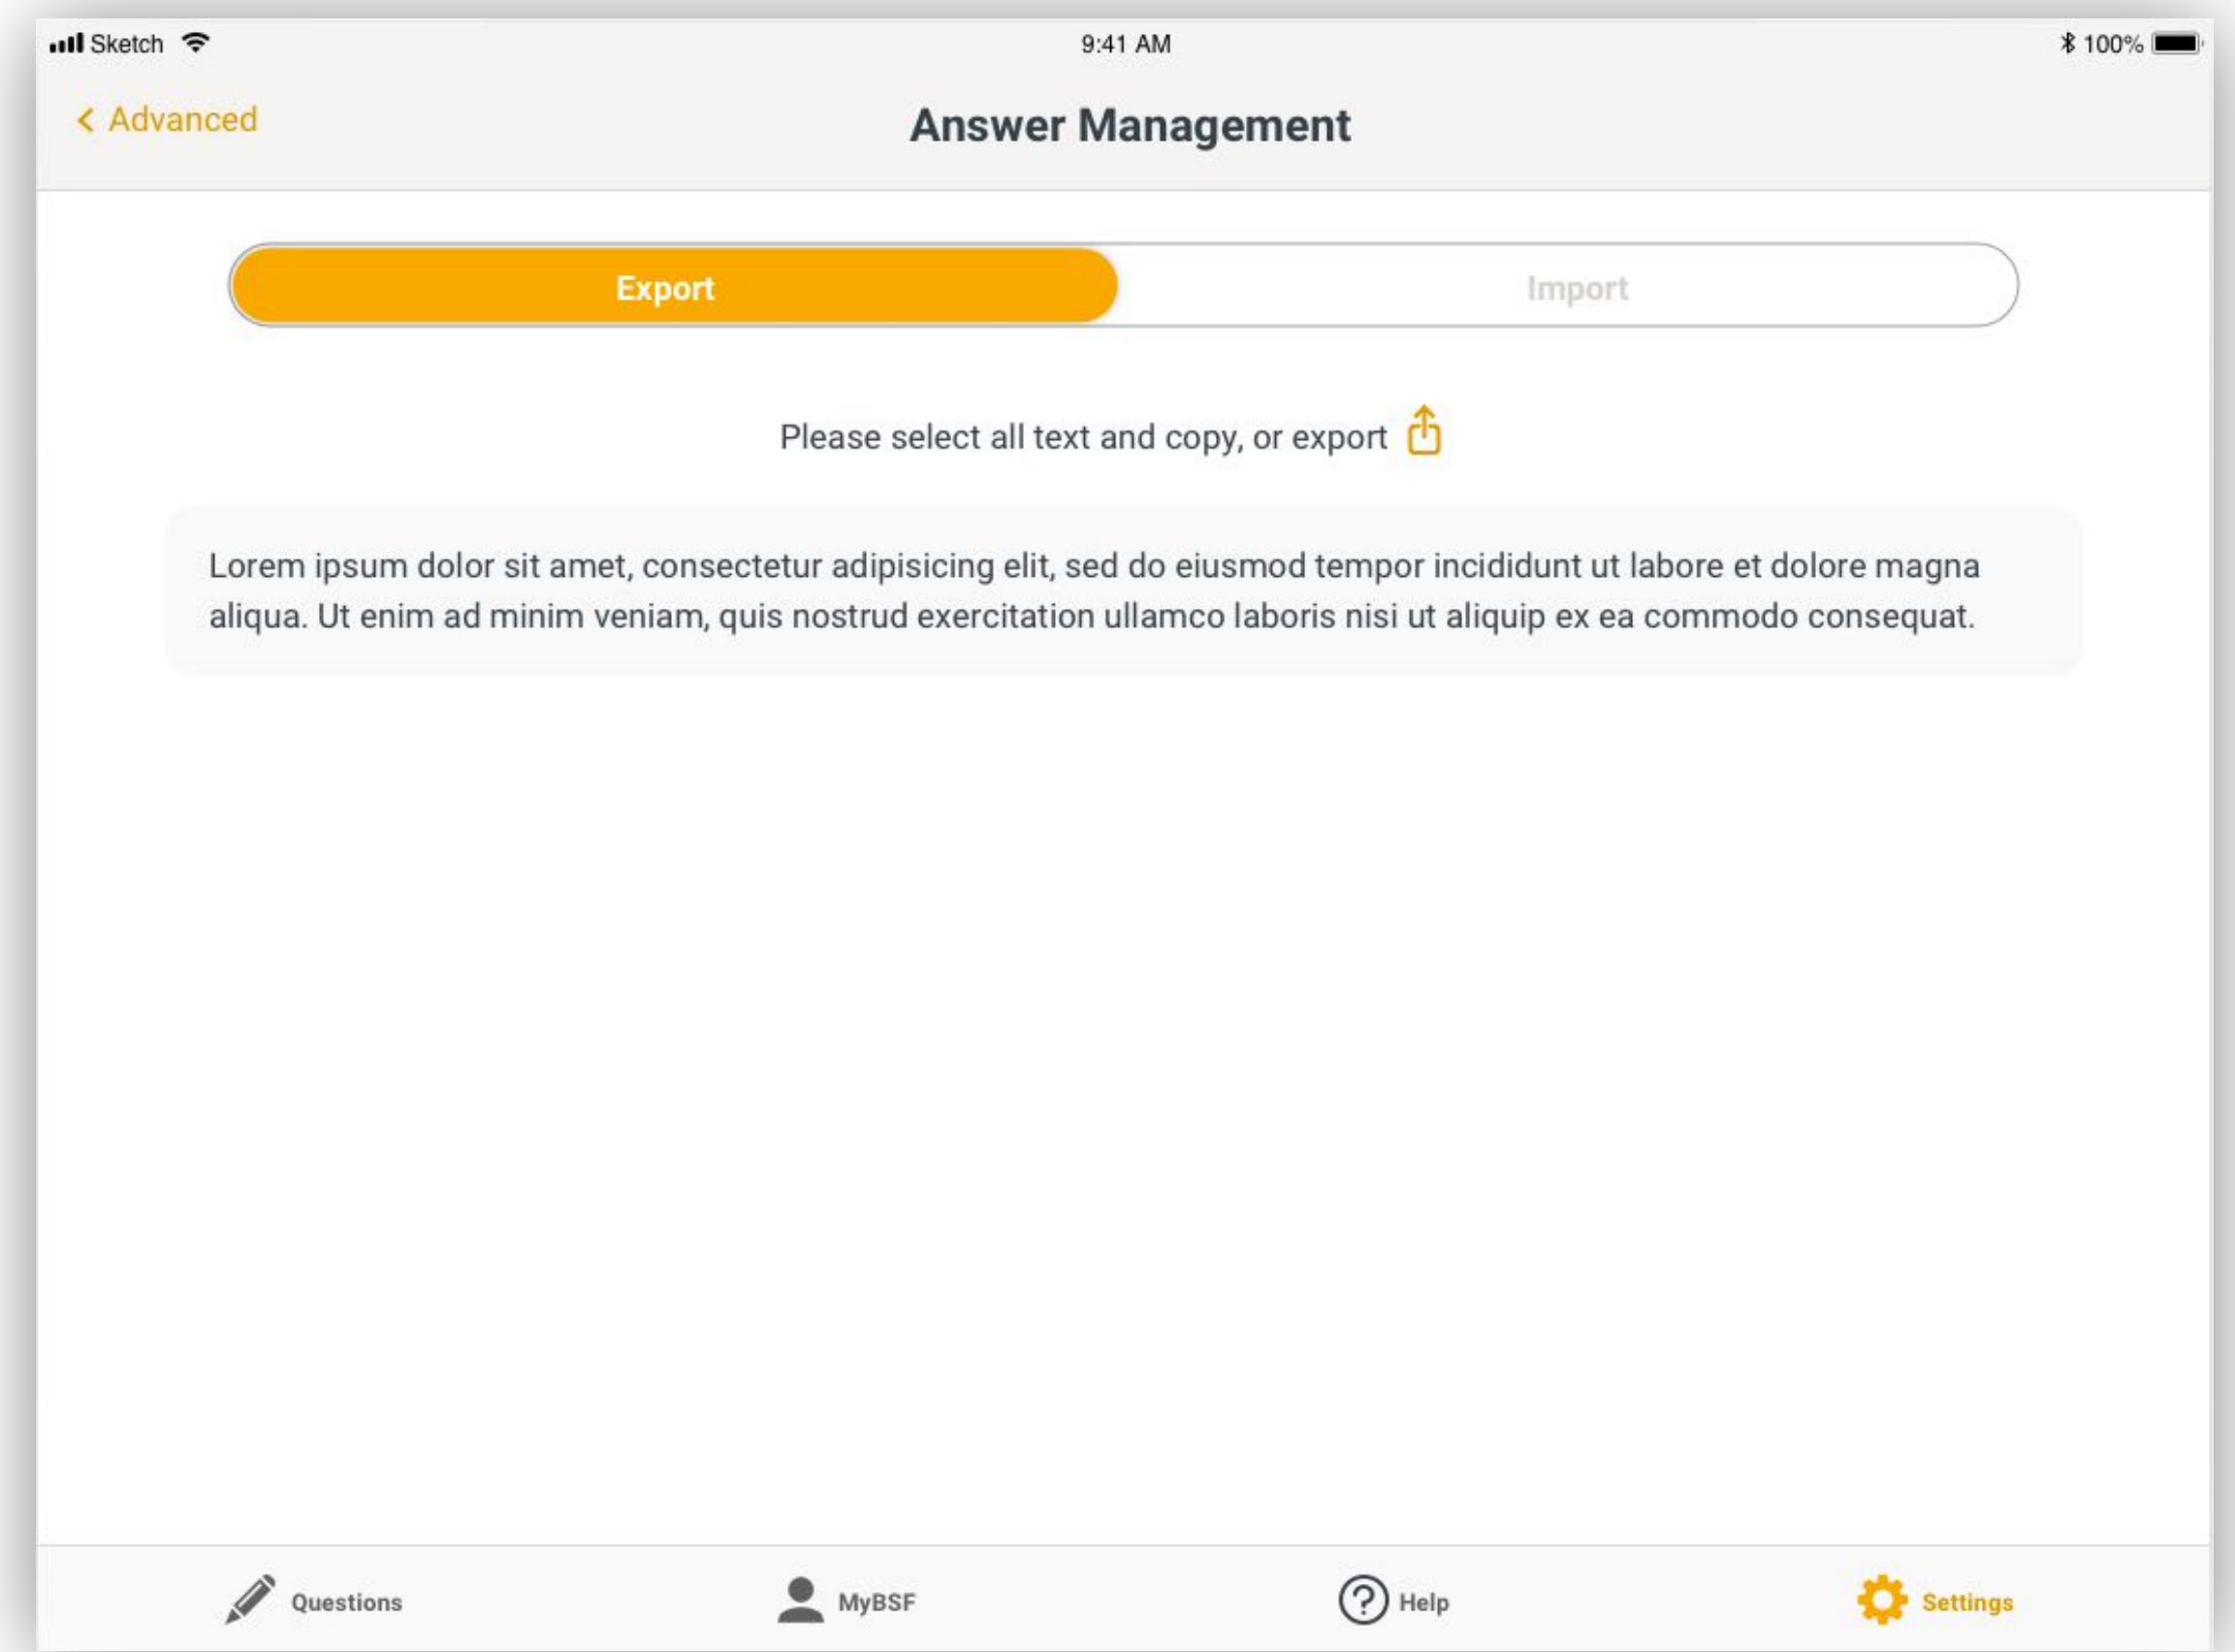 Sketch 9:41 AM 100%
< Advanced Answer Management
Export Import
Please select all text and copy, or export
Lorem ipsum dolor sit amet, consectetur adipisicing elit, sed do eiusmod tempor incididunt ut labore et dolore magna
aliqua. Ut enim ad minim veniam, quis nostrud exercitation ullamco laboris nisi ut aliquip ex ea commodo consequat.
Questions MyBSF Help Settings